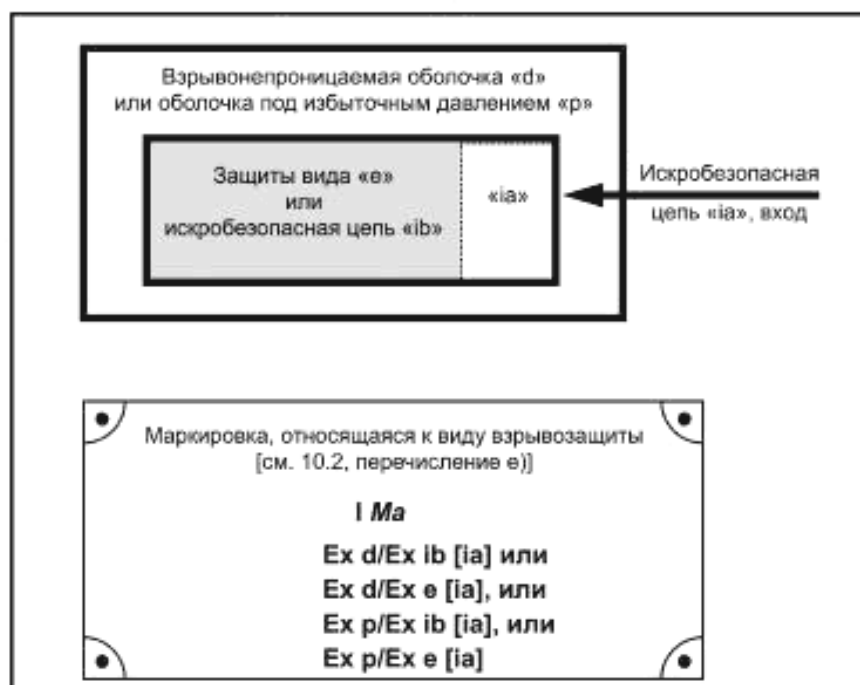 Взрывонепроницаемая оболочка «d»
или оболочка под избыточным давлением «p»
Защиты вида «e»
или
искробезопасная цепь «ib»
«ia»
Искробезопасная
цепь «ia», вход
Маркировка, относящаяся к виду взрывозащиты
[см. 10.2, перечисление е)]
I Ma
Ex d/Ex ib [ia] или
Ex d/Ex e [ia], или
Ex p/Ex ib [ia], или
Ex p/Ex e [ia]